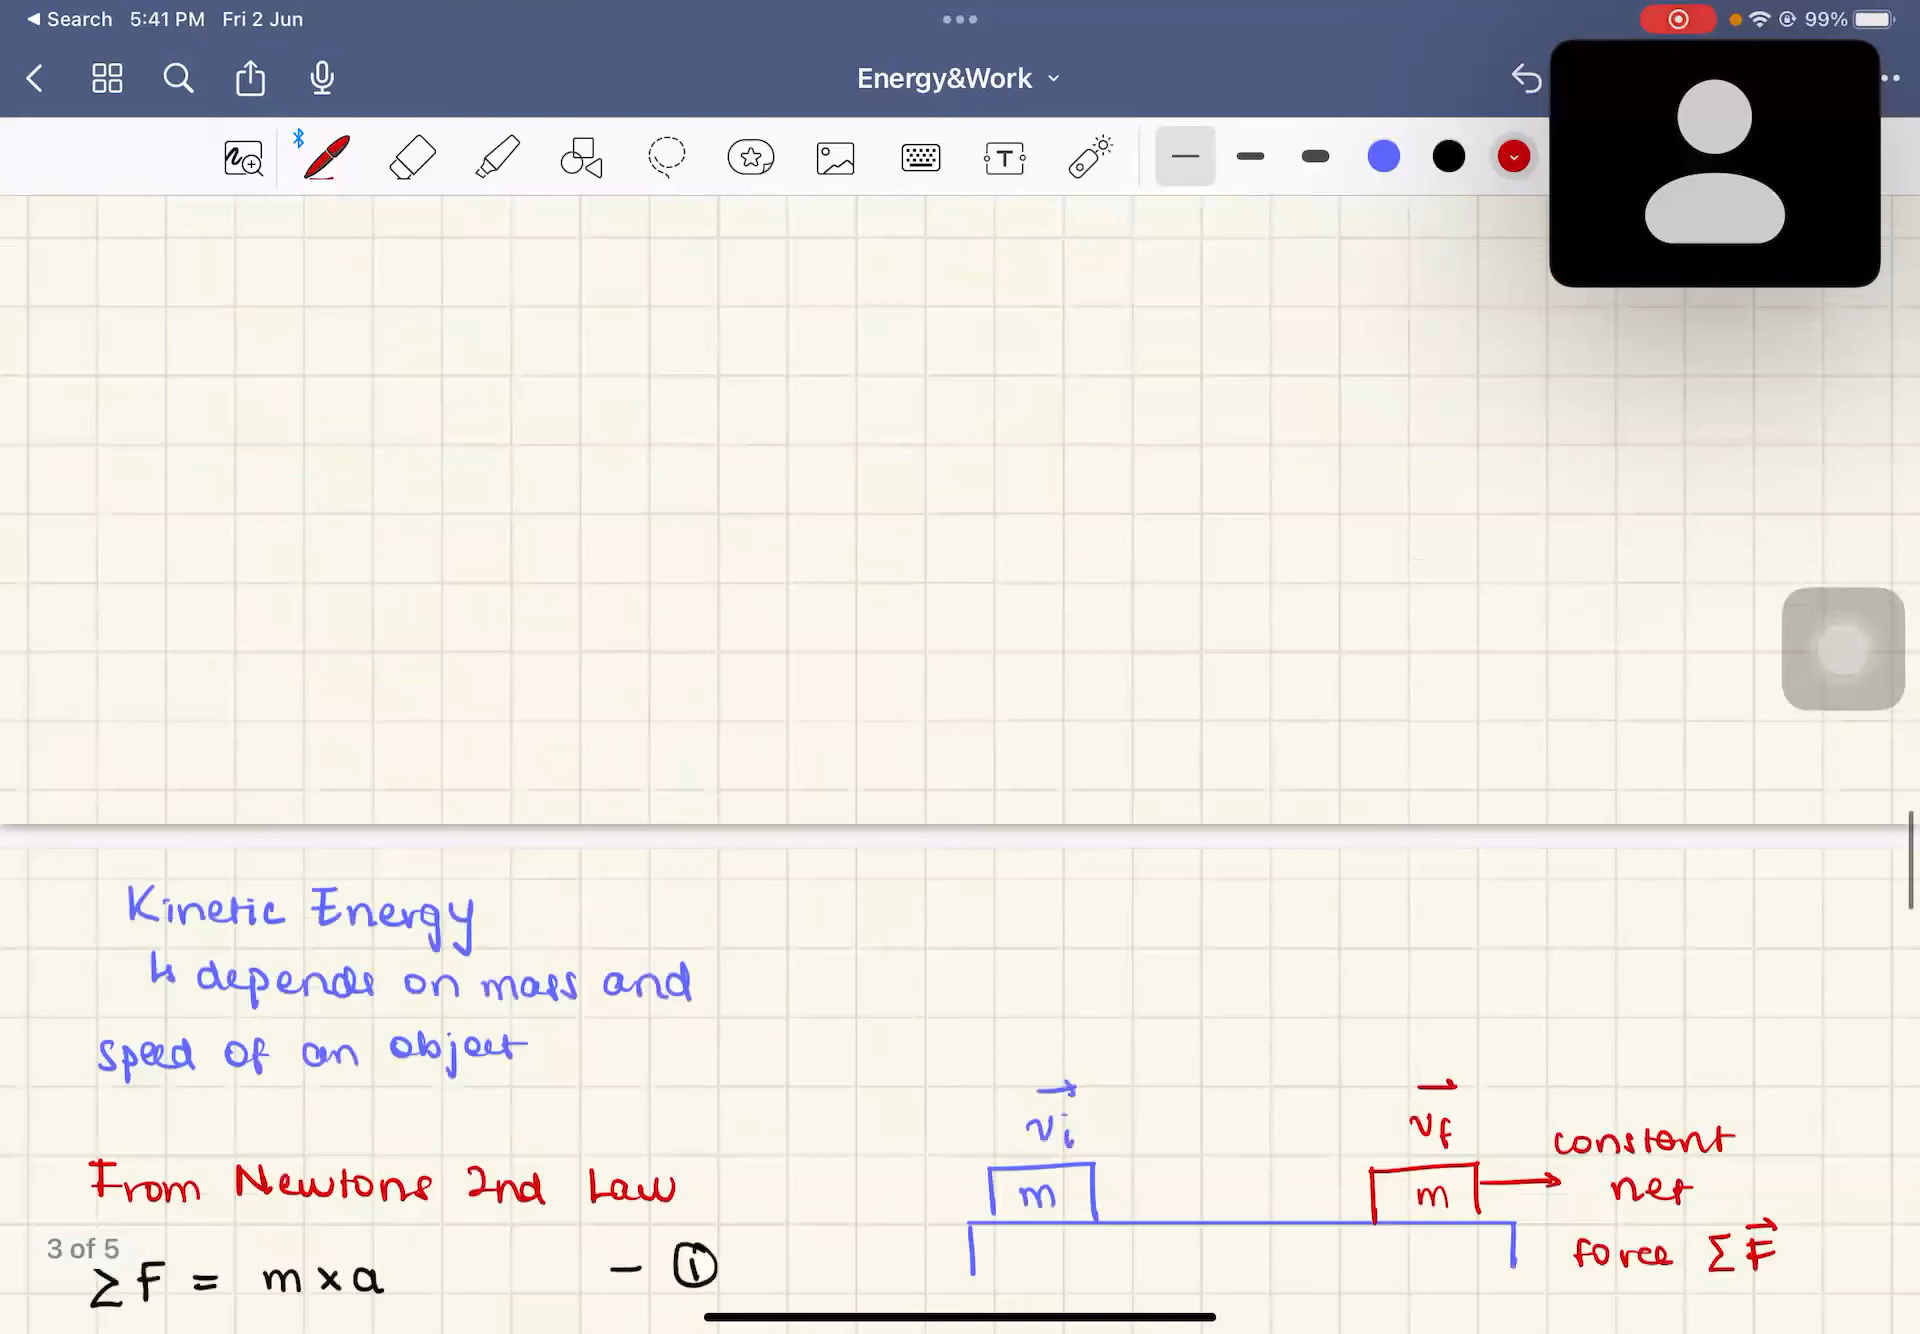 Search 5:41 PM Fri 2 Jun
99%
Energy&Work
T
Kinetic Energy
↳ depends on mass and
speed of an object
From Newtons 2nd Law
ΣF = m × a – ①
3 of 5
v⃗i
m
v⃗f
m
constant
net
force ΣF⃗